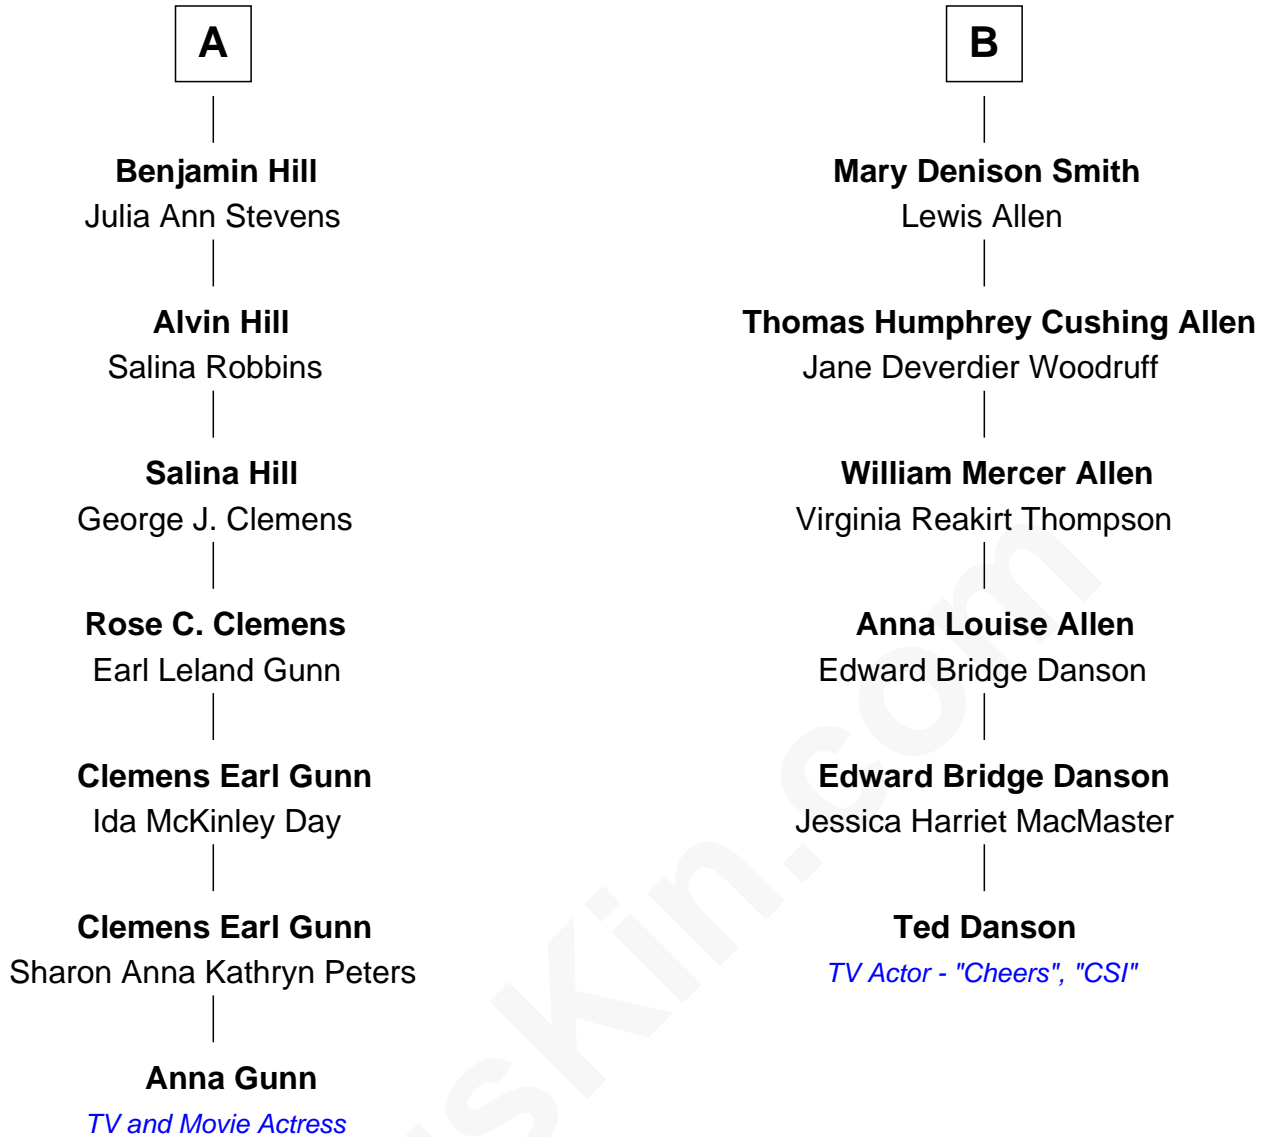 A
Benjamin Hill
Julia Ann Stevens
Alvin Hill
Salina Robbins
Salina Hill
George J. Clemens
Rose C. Clemens
Earl Leland Gunn
Clemens Earl Gunn
Ida McKinley Day
Clemens Earl Gunn
Sharon Anna Kathryn Peters
Anna Gunn
TV and Movie Actress
B
Mary Denison Smith
Lewis Allen
Thomas Humphrey Cushing Allen
Jane Deverdier Woodruff
William Mercer Allen
Virginia Reakirt Thompson
Anna Louise Allen
Edward Bridge Danson
Edward Bridge Danson
Jessica Harriet MacMaster
Ted Danson
TV Actor - "Cheers", "CSI"